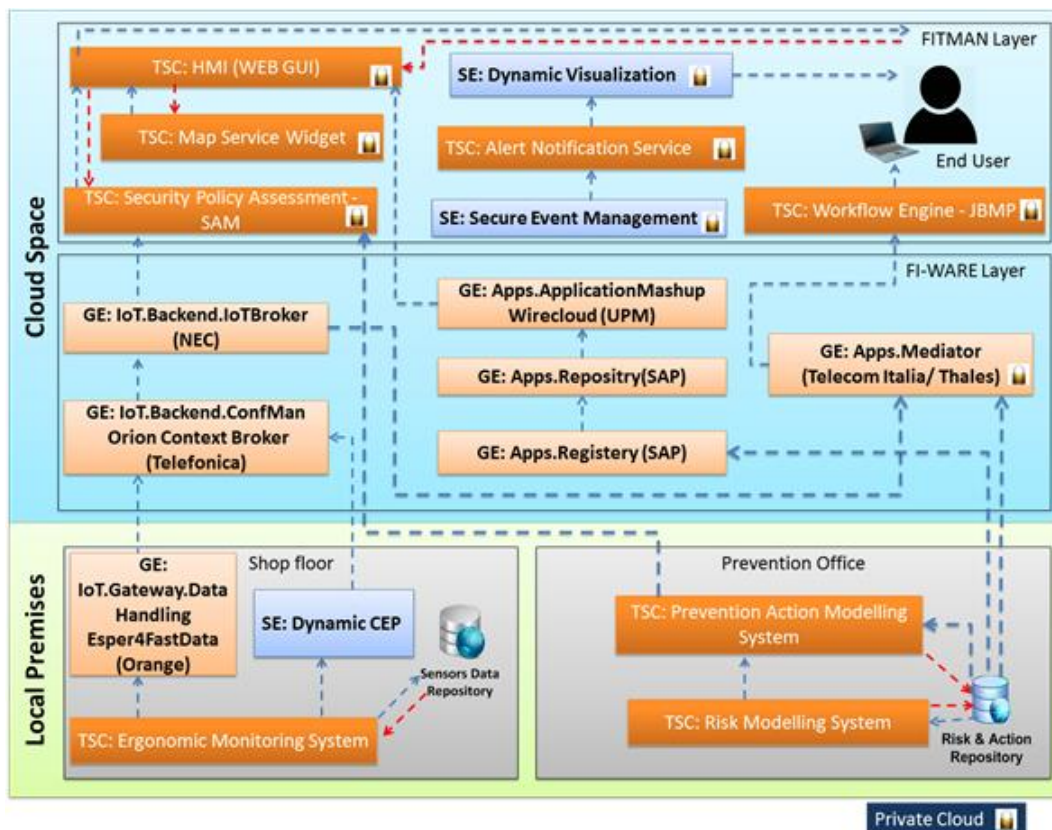 FITMAN Layer
TSC: HMI (WEB GUI)
SE: Dynamic Visualization
TSC: Map Service Widget
TSC: Alert Notification Service
End User
TSC: Security Policy Assessment -
SAM
SE: Secure Event Management
TSC: Workflow Engine - JBMP
Cloud Space
FI-WARE Layer
GE: IoT.Backend.IoTBroker
(NEC)
GE: Apps.ApplicationMashup
Wirecloud (UPM)
GE: Apps.Mediator
(Telecom Italia/ Thales)
GE: Apps.Repositry(SAP)
GE: IoT.Backend.ConfMan
Orion Context Broker
(Telefonica)
GE: Apps.Registery (SAP)
Local Premises
Shop floor
GE:
IoT.Gateway.Data
Handling
Esper4FastData
(Orange)
SE: Dynamic CEP
Sensors Data
Repository
TSC: Ergonomic Monitoring System
Prevention Office
TSC: Prevention Action Modelling
System
TSC: Risk Modelling System
Risk & Action
Repository
Private Cloud